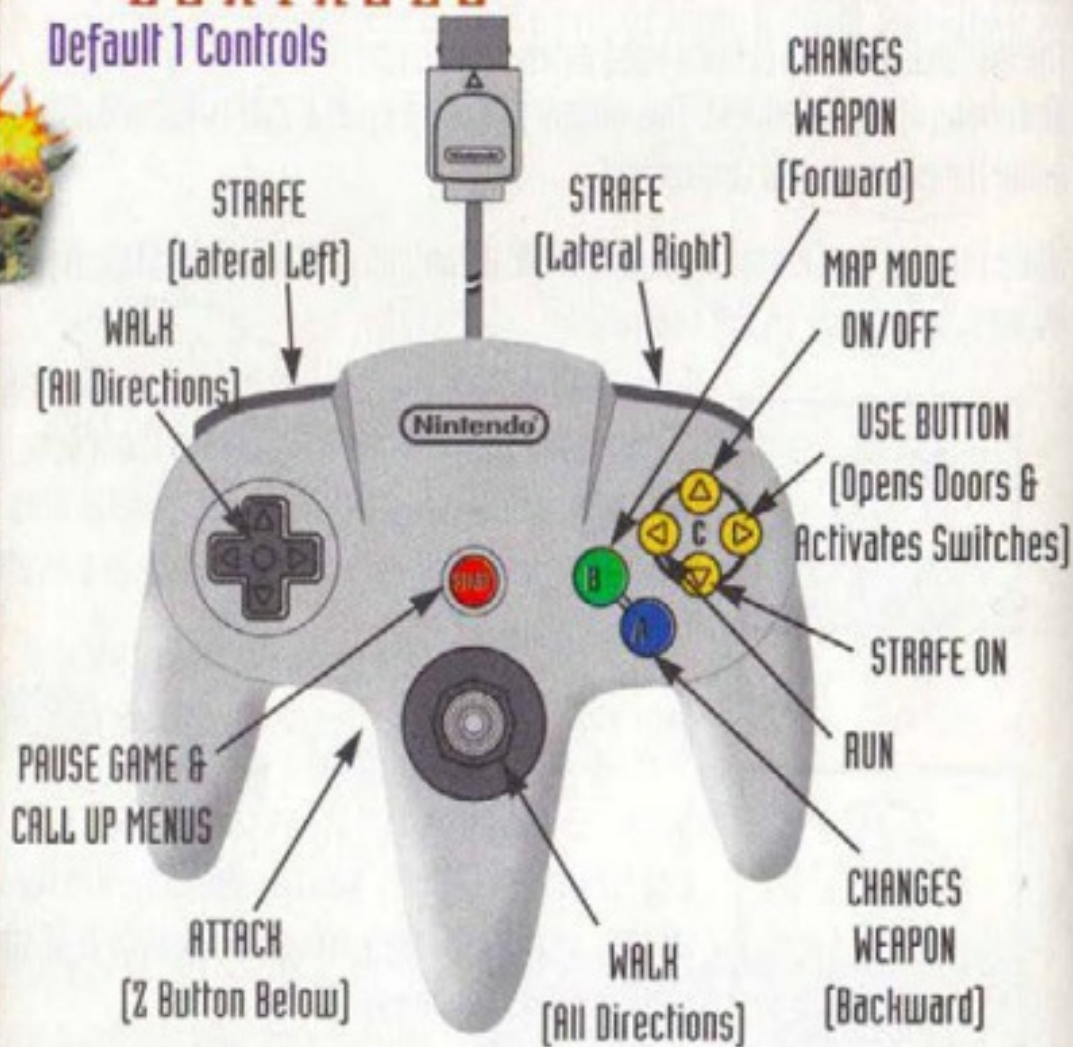 Default 1 Controls
CHANGES
WEAPON
(Forward)
STRAFE
(Lateral Left)
STRAFE
(Lateral Right)
MAP MODE
ON/OFF
WALK
(All Directions)
USE BUTTON
(Opens Doors &
Activates Switches)
Nintendo
Nintendo
C
START
B
A
STRAFE ON
RUN
PAUSE GAME &
CALL UP MENUS
ATTACK
(Z Button Below)
WALK
(All Directions)
CHANGES
WEAPON
(Backward)